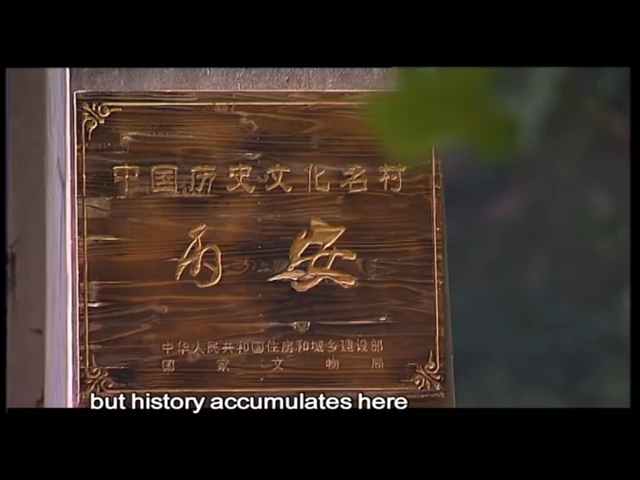 中国历史文化名村
丙安
中华人民共和国住房和城乡建设部
国家文物局
but history accumulates here